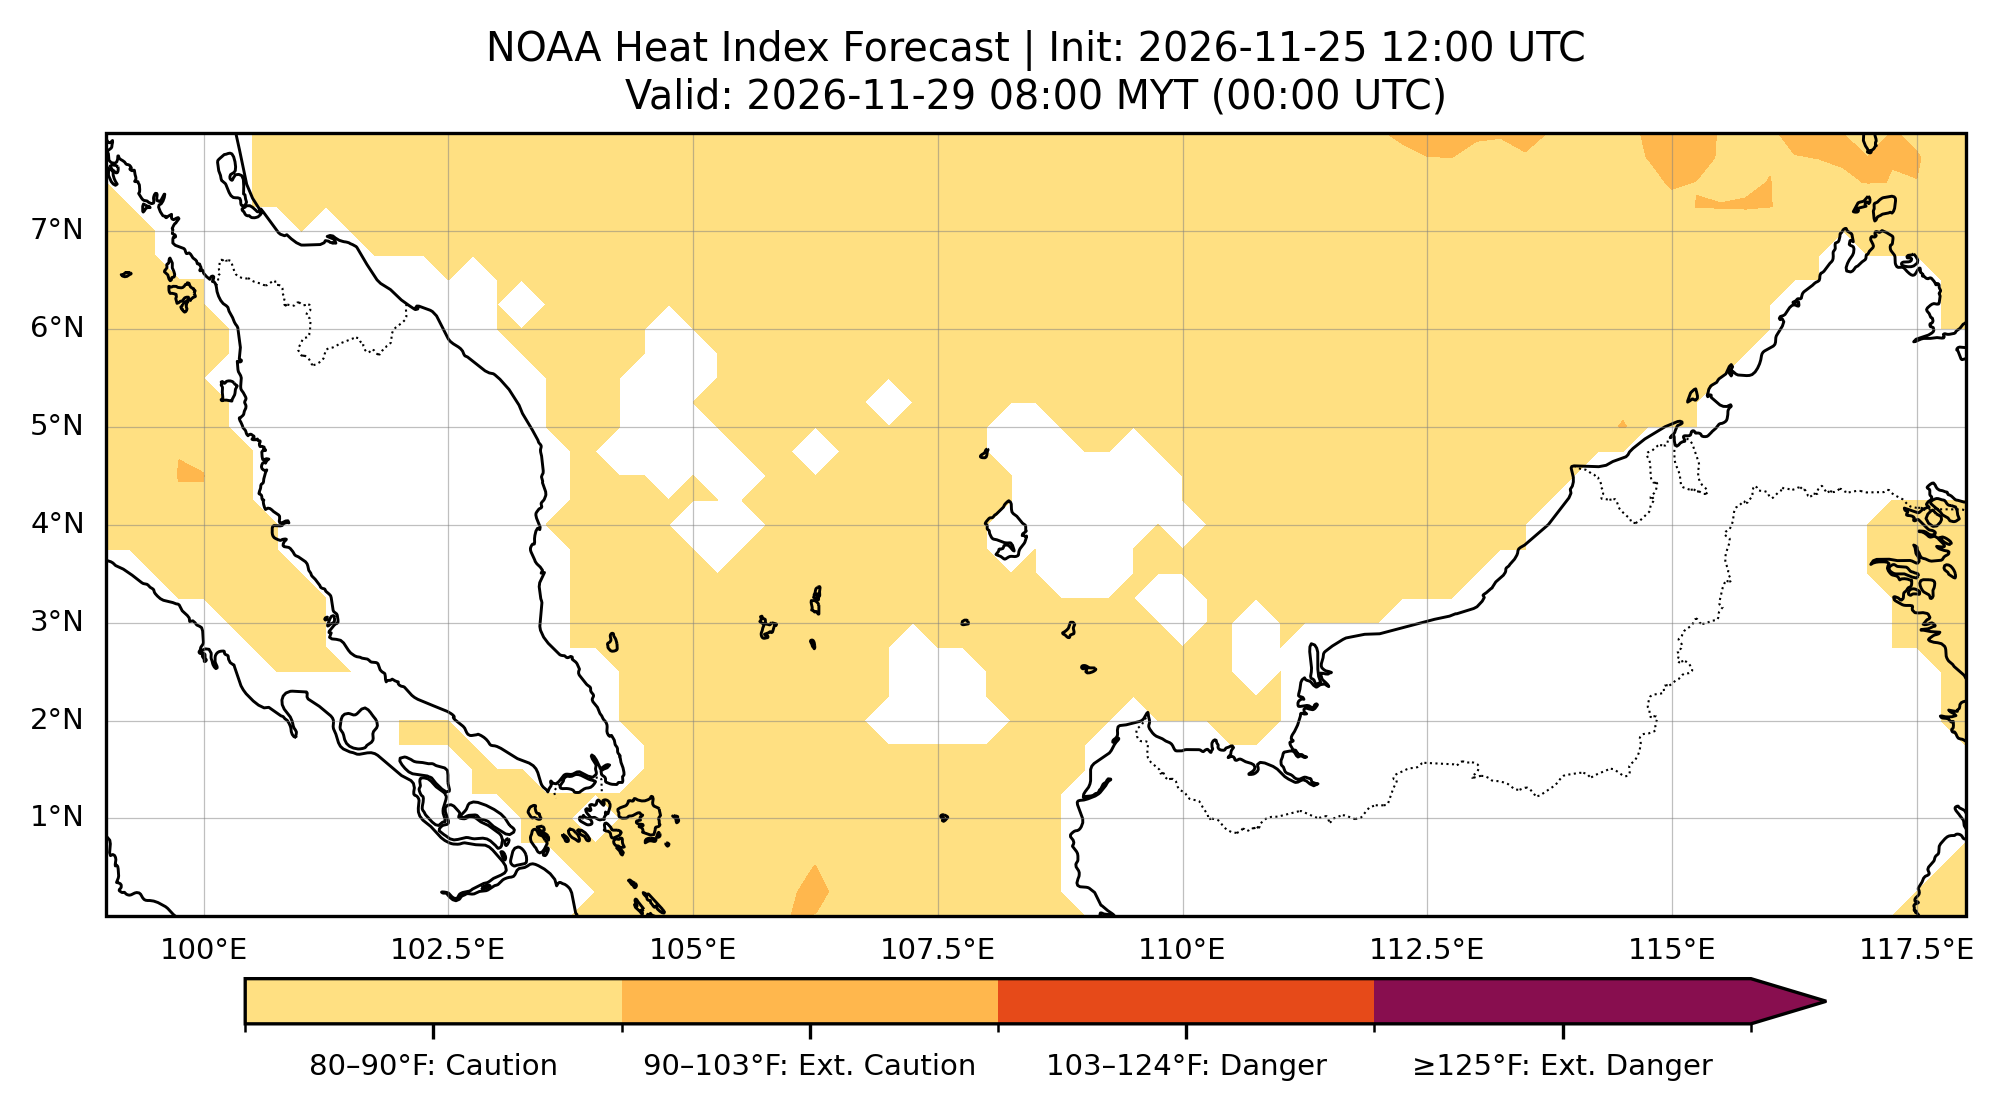 NOAA Heat Index Forecast | Init: 2026-11-25 12:00 UTC
Valid: 2026-11-29 08:00 MYT (00:00 UTC)
7°N
6°N
5°N
4°N
3°N
2°N
1°N
100°E 102.5°E 105°E 107.5°E 110°E 112.5°E 115°E 117.5°E
80–90°F: Caution 90–103°F: Ext. Caution 103–124°F: Danger ≥125°F: Ext. Danger